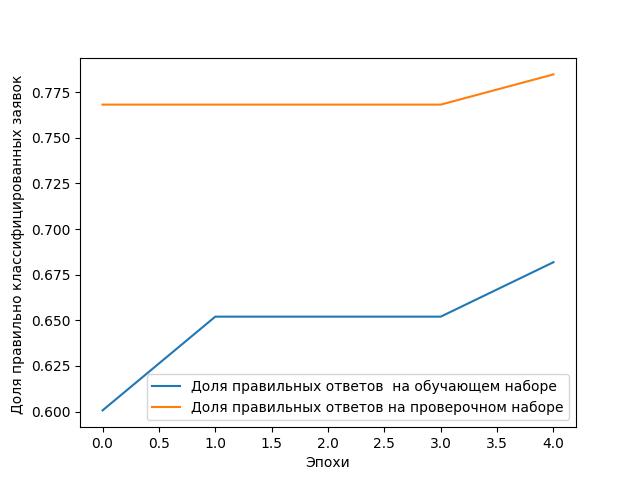 Доля правильно классифицированных заявок
0.775
0.750
0.725
0.700
0.675
0.650
0.625
0.600
Доля правильных ответов  на обучающем наборе
Доля правильных ответов на проверочном наборе
0.0 0.5 1.0 1.5 2.0 2.5 3.0 3.5 4.0
Эпохи